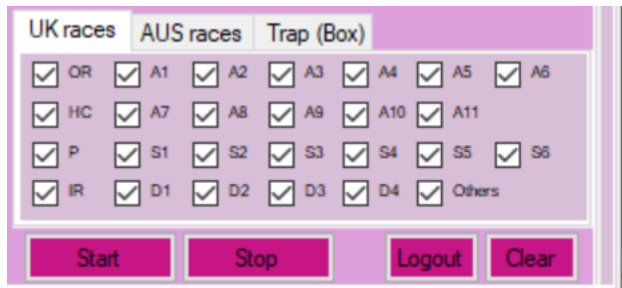 UK races AUS races Trap (Box)
OR A1 A2 A3 A4 A5 A6
HC A7 A8 A9 A10 A11
P S1 S2 S3 S4 S5 S6
IR D1 D2 D3 D4 Others
Start Stop Logout Clear